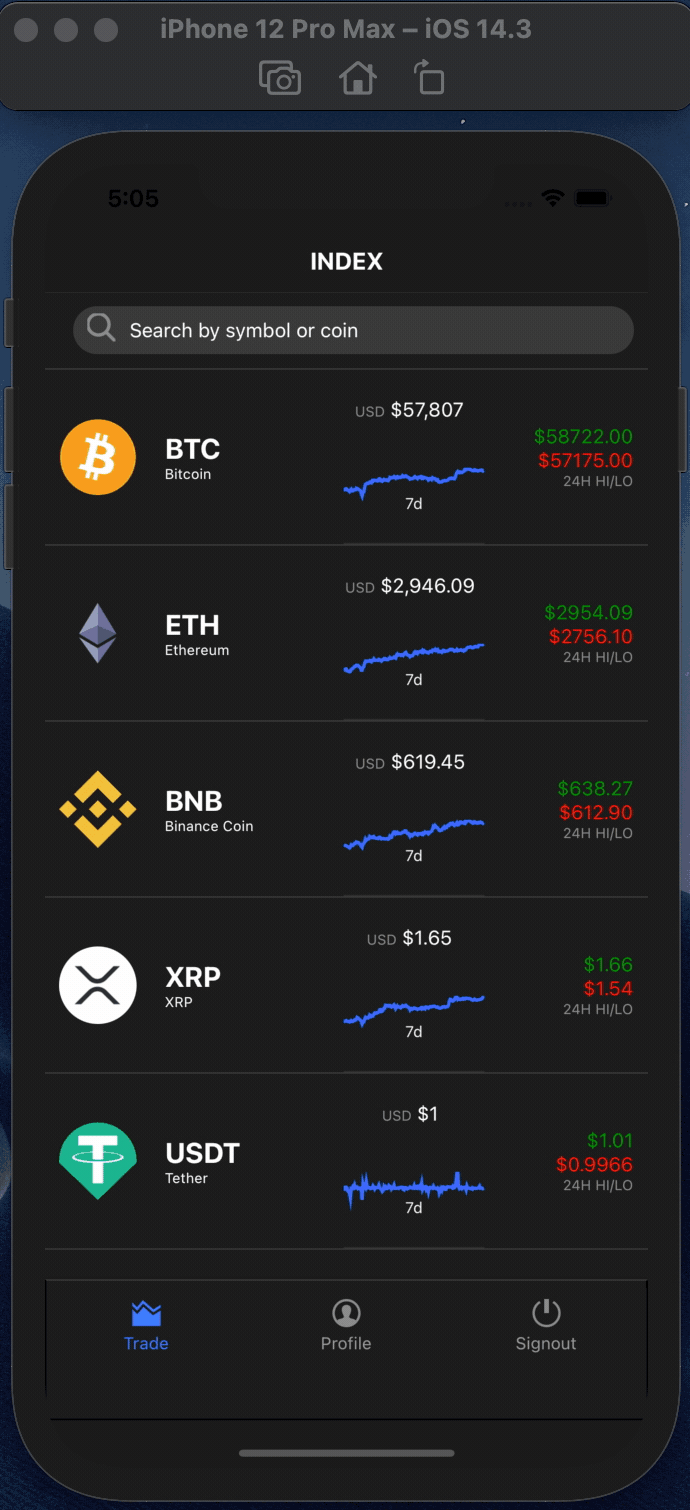 iPhone 12 Pro Max – iOS 14.3
5:05
INDEX
Search by symbol or coin
USD $57,807
BTC
Bitcoin
7d
$58722.00
$57175.00
24H HI/LO
USD $2,946.09
ETH
Ethereum
7d
$2954.09
$2756.10
24H HI/LO
USD $619.45
BNB
Binance Coin
7d
$638.27
$612.90
24H HI/LO
USD $1.65
XRP
XRP
7d
$1.66
$1.54
24H HI/LO
USD $1
USDT
Tether
7d
$1.01
$0.9966
24H HI/LO
Trade
Profile
Signout